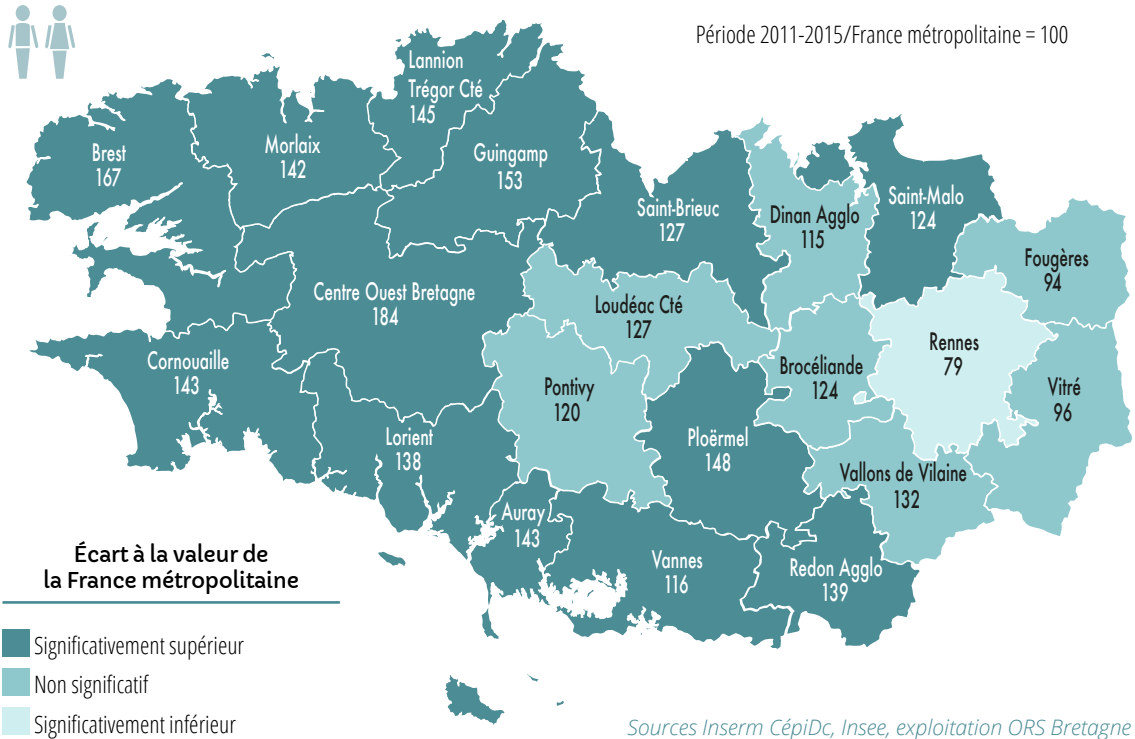 Période 2011-2015/France métropolitaine = 100
Lannion
Trégor Cté
145
Brest
167
Morlaix
142
Guingamp
153
Saint-Brieuc
127
Dinan Agglo
115
Saint-Malo
124
Fougères
94
Centre Ouest Bretagne
184
Loudéac Cté
127
Rennes
79
Cornouaille
143
Pontivy
120
Brocéliande
124
Vitré
96
Lorient
138
Ploërmel
148
Vallons de Vilaine
132
Auray
143
Vannes
116
Redon Agglo
139
Écart à la valeur de
la France métropolitaine
Significativement supérieur
Non significatif
Significativement inférieur
Sources Inserm CépiDc, Insee, exploitation ORS Bretagne